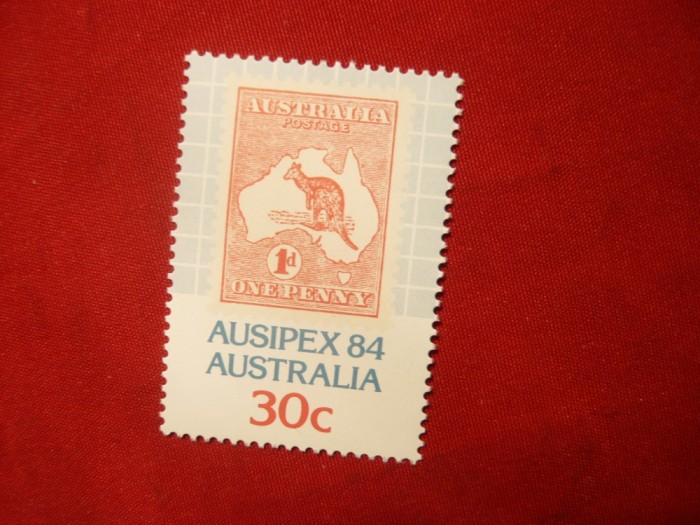 AUSTRALIA
POSTAGE
1d
ONE PENNY
AUSIPEX 84
AUSTRALIA
30c